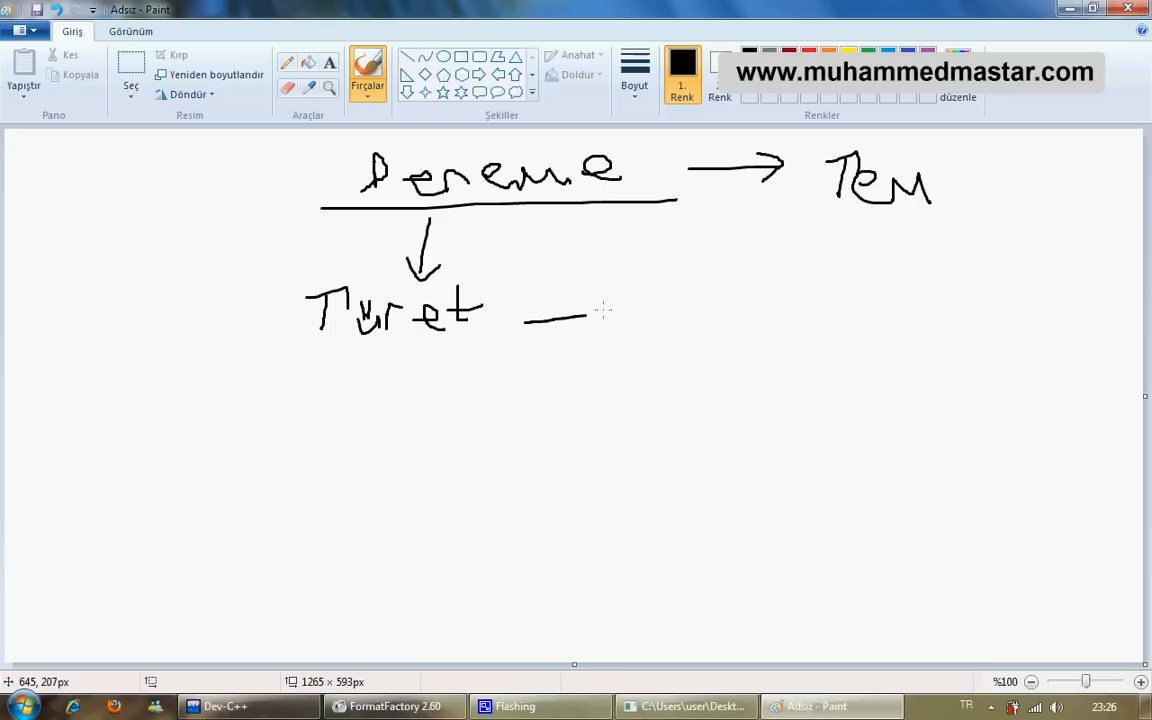 Adsız - Paint
Giriş Görünüm
Yapıştır
Kes
Kopyala
Seç
Kırp
Yeniden boyutlandır
Döndür
Fırçalar
Anahat
Doldur
Boyut
1.
Renk
Renk
düzenle
www.muhammedmastar.com
Pano Resim Araçlar Şekiller Renkler
Deneme Tem
Türet
645, 207px 1265 × 593px %100
Dev-C++ FormatFactory 2.60 Flashing C:\Users\user\Deskt... Adsız - Paint TR 23:26